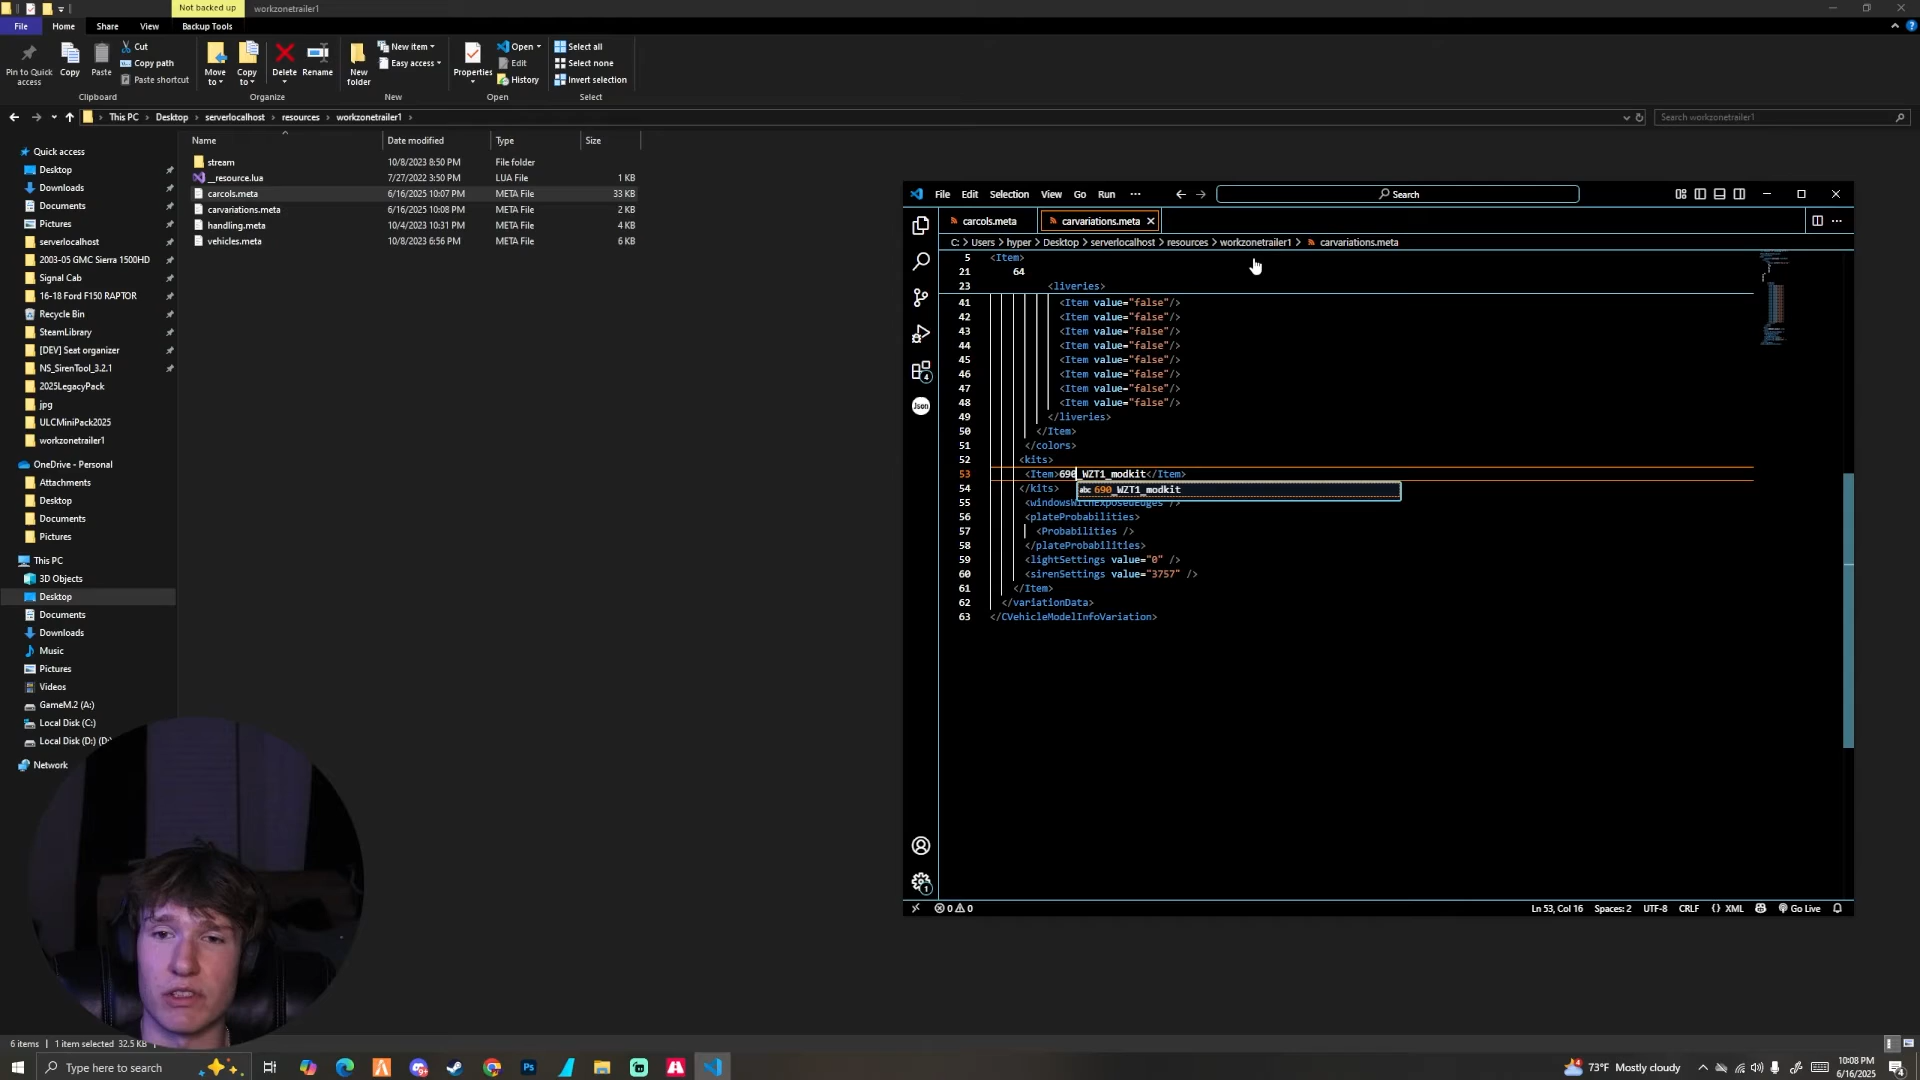 Not backed up
workzonetrailer1
File
Home
Share
View
Backup Tools
Pin to Quick
access
Copy
Paste
Cut
Copy path
Paste shortcut
Clipboard
Move
to
Copy
to
Delete
Rename
Organize
New
folder
New item
Easy access
New
Properties
Open
Edit
History
Open
Select all
Select none
Invert selection
Select
This PC
Desktop
serverlocalhost
resources
workzonetrailer1
Search workzonetrailer1
Quick access
Desktop
Downloads
Documents
Pictures
serverlocalhost
2003-05 GMC Sierra 1500HD
Signal Cab
16-18 Ford F150 RAPTOR
Recycle Bin
SteamLibrary
[DEV] Seat organizer
NS_SirenTool_3.2.1
2025LegacyPack
jpg
ULCMiniPack2025
workzonetrailer1
OneDrive - Personal
Attachments
Desktop
Documents
Pictures
This PC
3D Objects
Desktop
Documents
Downloads
Music
Pictures
Videos
GameM.2 (A:)
Local Disk (C:)
Local Disk (D:) (D:
Network
Name Date modified Type Size
stream 10/8/2023 8:50 PM File folder
__resource.lua 7/27/2022 3:50 PM LUA File 1 KB
carcols.meta 6/16/2025 10:07 PM META File 33 KB
carvariations.meta 6/16/2025 10:08 PM META File 2 KB
handling.meta 10/4/2023 10:31 PM META File 4 KB
vehicles.meta 10/8/2023 6:56 PM META File 6 KB
File Edit Selection View Go Run ··· Search
carcols.meta carvariations.meta
C: > Users > hyper > Desktop > serverlocalhost > resources > workzonetrailer1 > carvariations.meta
4
Json
1
5 <Item>
21 64
23 <liveries>
41 <Item value="false"/>
42 <Item value="false"/>
43 <Item value="false"/>
44 <Item value="false"/>
45 <Item value="false"/>
46 <Item value="false"/>
47 <Item value="false"/>
48 <Item value="false"/>
49 </liveries>
50 </Item>
51 </colors>
52 <kits>
53 <Item>690_WZT1_modkit</Item>
54 </kits> abc 690_WZT1_modkit
55 <windowsWithExposedEdges />
56 <plateProbabilities>
57 <Probabilities />
58 </plateProbabilities>
59 <lightSettings value="0" />
60 <sirenSettings value="3757" />
61 </Item>
62 </variationData>
63 </CVehicleModelInfoVariation>
0 0
Ln 53, Col 16 Spaces: 2 UTF-8 CRLF {} XML Go Live
6 items 1 item selected 32.5 KB
Type here to search
Ps
73°F Mostly cloudy
10:08 PM
6/16/2025
4